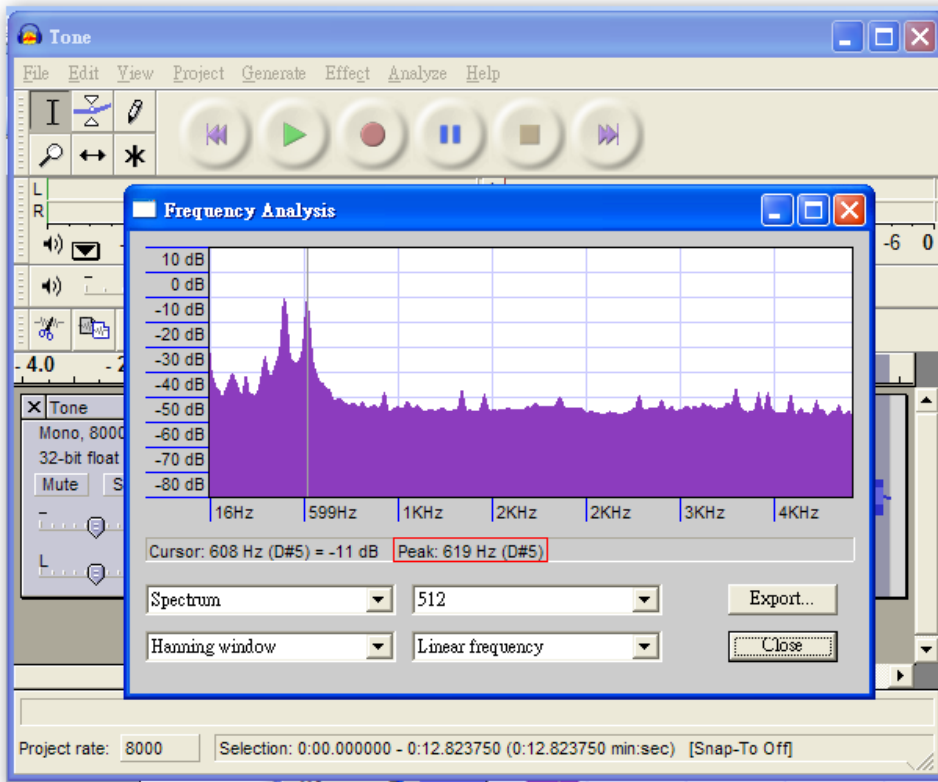 Tone
File Edit View Project Generate Effect Analyze Help
L
R
-6 0
Frequency Analysis
10 dB
0 dB
-10 dB
-20 dB
-30 dB
-40 dB
-50 dB
-60 dB
-70 dB
-80 dB
16Hz 599Hz 1KHz 2KHz 2KHz 3KHz 4KHz
Cursor: 608 Hz (D#5) = -11 dB Peak: 619 Hz (D#5)
Spectrum 512 Export...
Hanning window Linear frequency Close
- 4.0 - 2
X Tone
Mono, 8000
32-bit float
Mute S
- 
L
Project rate: 8000 Selection: 0:00.000000 - 0:12.823750 (0:12.823750 min:sec) [Snap-To Off]